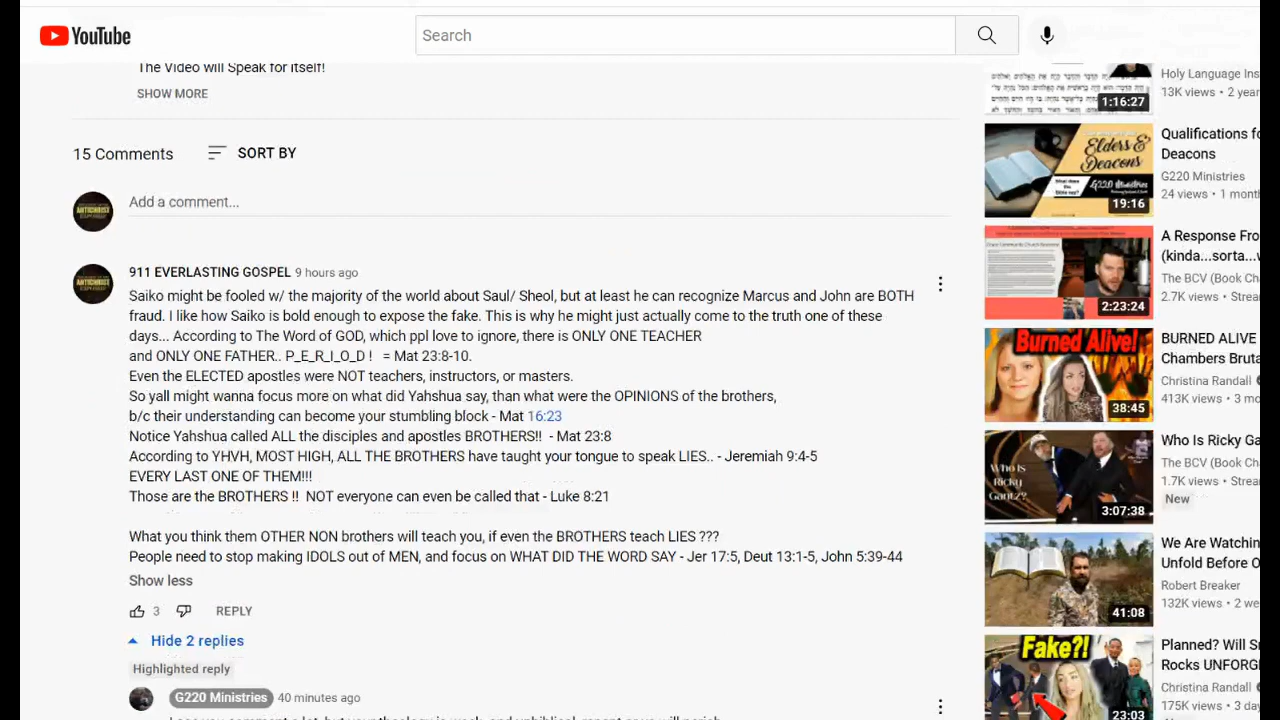 YouTube
Search
The Video will Speak for itself!
SHOW MORE
15 Comments
SORT BY
Add a comment...
911 EVERLASTING GOSPEL 9 hours ago
Saiko might be fooled w/ the majority of the world about Saul/ Sheol, but at least he can recognize Marcus and John are BOTH
fraud. I like how Saiko is bold enough to expose the fake. This is why he might just actually come to the truth one of these
days... According to The Word of GOD, which ppl love to ignore, there is ONLY ONE TEACHER
and ONLY ONE FATHER.. P_E_R_I_O_D ! = Mat 23:8-10.
Even the ELECTED apostles were NOT teachers, instructors, or masters.
So yall might wanna focus more on what did Yahshua say, than what were the OPINIONS of the brothers,
b/c their understanding can become your stumbling block - Mat 16:23
Notice Yahshua called ALL the disciples and apostles BROTHERS!! - Mat 23:8
According to YHVH, MOST HIGH, ALL THE BROTHERS have taught your tongue to speak LIES.. - Jeremiah 9:4-5
EVERY LAST ONE OF THEM!!!
Those are the BROTHERS !! NOT everyone can even be called that - Luke 8:21
What you think them OTHER NON brothers will teach you, if even the BROTHERS teach LIES ???
People need to stop making IDOLS out of MEN, and focus on WHAT DID THE WORD SAY - Jer 17:5, Deut 13:1-5, John 5:39-44
Show less
3 REPLY
Hide 2 replies
Highlighted reply
G220 Ministries 40 minutes ago
1:16:27
Holy Language Ins
13K views • 2 year
Elders &
Deacons
What does the Bible say?
G220 Ministries
19:16
Qualifications fo
Deacons
G220 Ministries
24 views • 1 month
2:23:24
A Response Fro
(kinda...sorta...v
The BCV (Book Ch
2.7K views • Strea
Burned Alive!
38:45
BURNED ALIVE
Chambers Bruta
Christina Randall
413K views • 3 mo
Who Is
Ricky
Gantz?
3:07:38
Who Is Ricky Ga
The BCV (Book Ch
1.7K views • Strea
New
41:08
We Are Watchin
Unfold Before O
Robert Breaker
132K views • 2 we
Fake?!
23:03
Planned? Will S
Rocks UNFORG
Christina Randall
175K views • 3 day